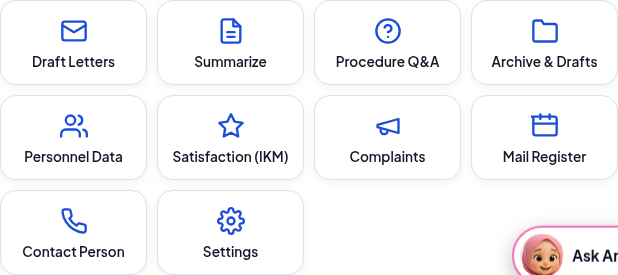 Draft Letters
Summarize
Procedure Q&A
Archive & Drafts
Personnel Data
Satisfaction (IKM)
Complaints
Mail Register
Contact Person
Settings
Ask